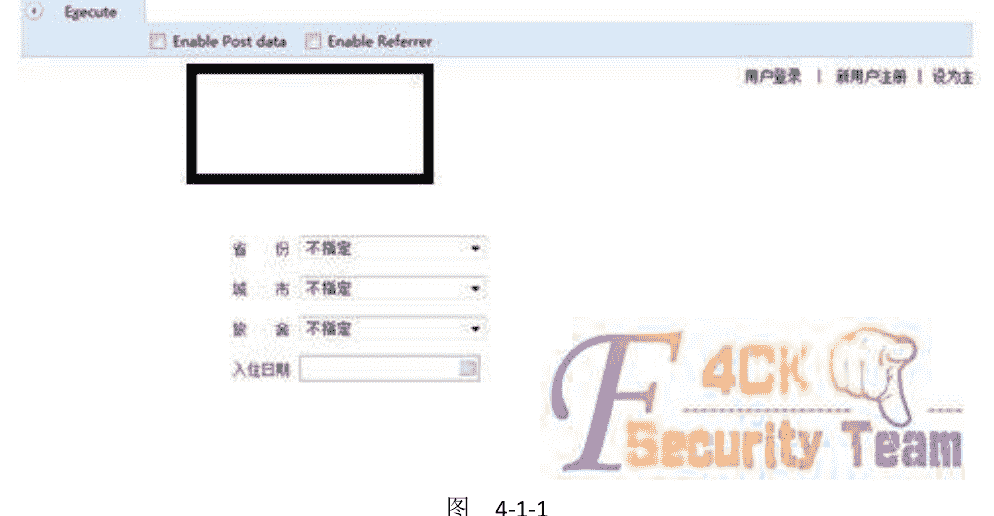 Execute
Enable Post data Enable Referrer
用户登录 | 新用户注册 | 设为主
省 份 不指定
城 市 不指定
旅 舍 不指定
入住日期
F4CK
Security Team
图 4-1-1